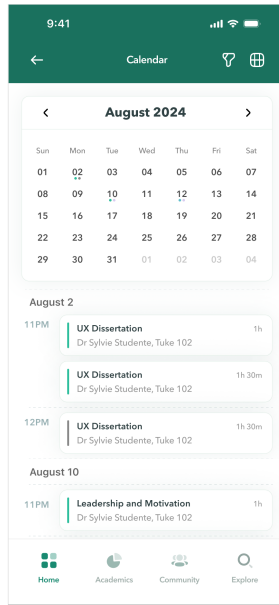 9:41
Calendar
August 2024
Sun Mon Tue Wed Thu Fri Sat
01 02 03 04 05 06 07
08 09 10 11 12 13 14
15 16 17 18 19 20 21
22 23 24 25 26 27 28
29 30 31 01 02 03 04
August 2
11PM
UX Dissertation 1h
Dr Sylvie Studente, Tuke 102
UX Dissertation 1h 30m
Dr Sylvie Studente, Tuke 102
12PM
UX Dissertation 1h 30m
Dr Sylvie Studente, Tuke 102
August 10
11PM
Leadership and Motivation 1h
Dr Sylvie Studente, Tuke 102
Home Academics Community Explore